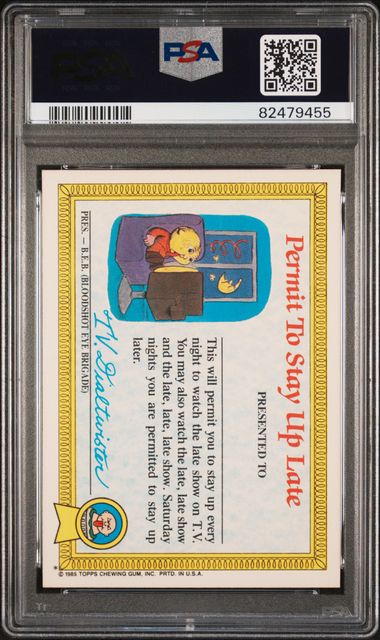 PSA
PSA
82479455
Permit To Stay Up Late
PRESENTED TO
This will permit you to stay up every
night to watch the late show on T.V.
You may also watch the late, late show
and the late, late, late show. Saturday
nights you are permitted to stay up
later.
I.V. Dialtwister
PRES. — B.E.B. (BLOODSHOT EYE BRIGADE)
* © 1985 TOPPS CHEWING GUM, INC. PRTD. IN U.S.A.